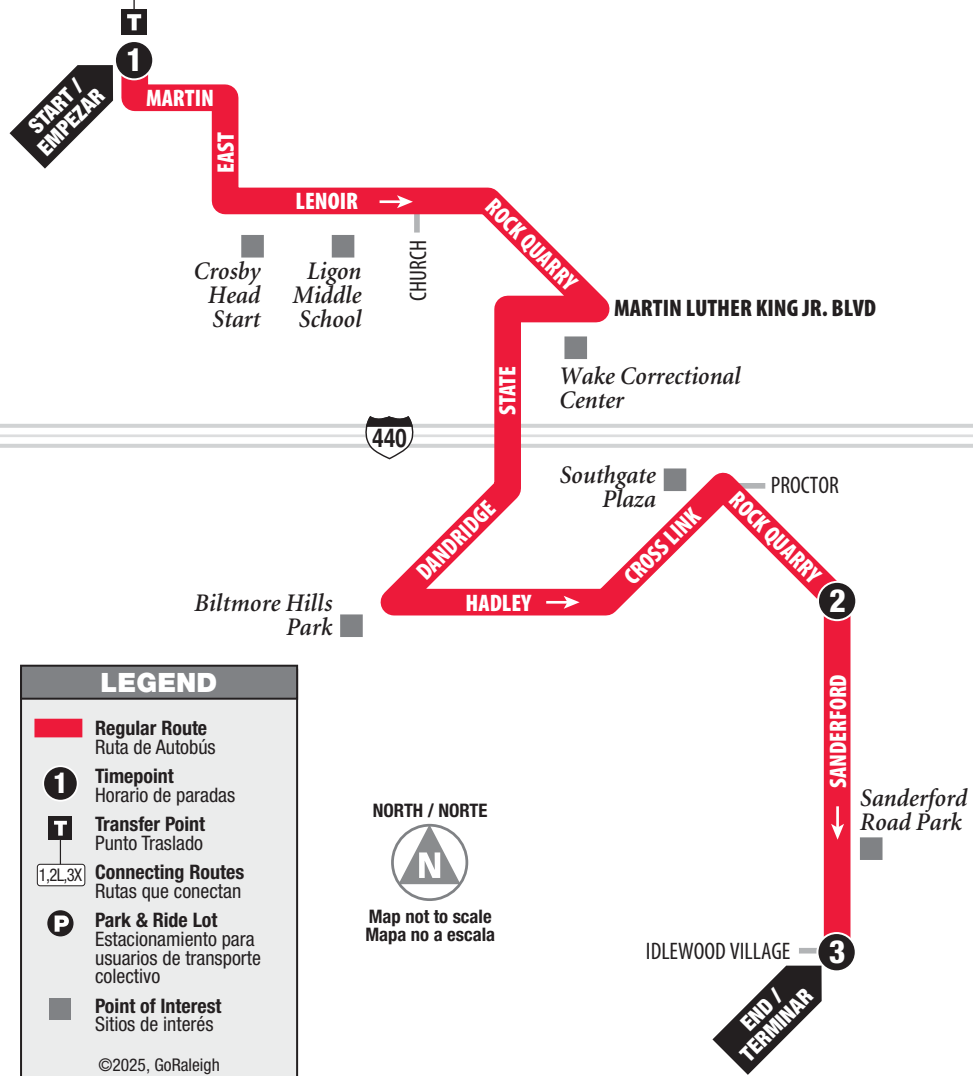 T
1
START /
EMPEZAR
MARTIN
EAST
LENOIR →
ROCK QUARRY
CHURCH
Crosby
Head
Start
Ligon
Middle
School
MARTIN LUTHER KING JR. BLVD
Wake Correctional
Center
STATE
440
Southgate
Plaza
PROCTOR
DANDRIDGE
CROSS LINK
ROCK QUARRY
Biltmore Hills
Park
HADLEY →
2
SANDERFORD →
Sanderford
Road Park
IDLEWOOD VILLAGE
3
END /
TERMINAR
LEGEND
Regular Route
Ruta de Autobús
1
Timepoint
Horario de paradas
T
Transfer Point
Punto Traslado
1,2L,3X
Connecting Routes
Rutas que conectan
P
Park & Ride Lot
Estacionamiento para
usuarios de transporte
colectivo
Point of Interest
Sitios de interés
©2025, GoRaleigh
NORTH / NORTE
N
Map not to scale
Mapa no a escala